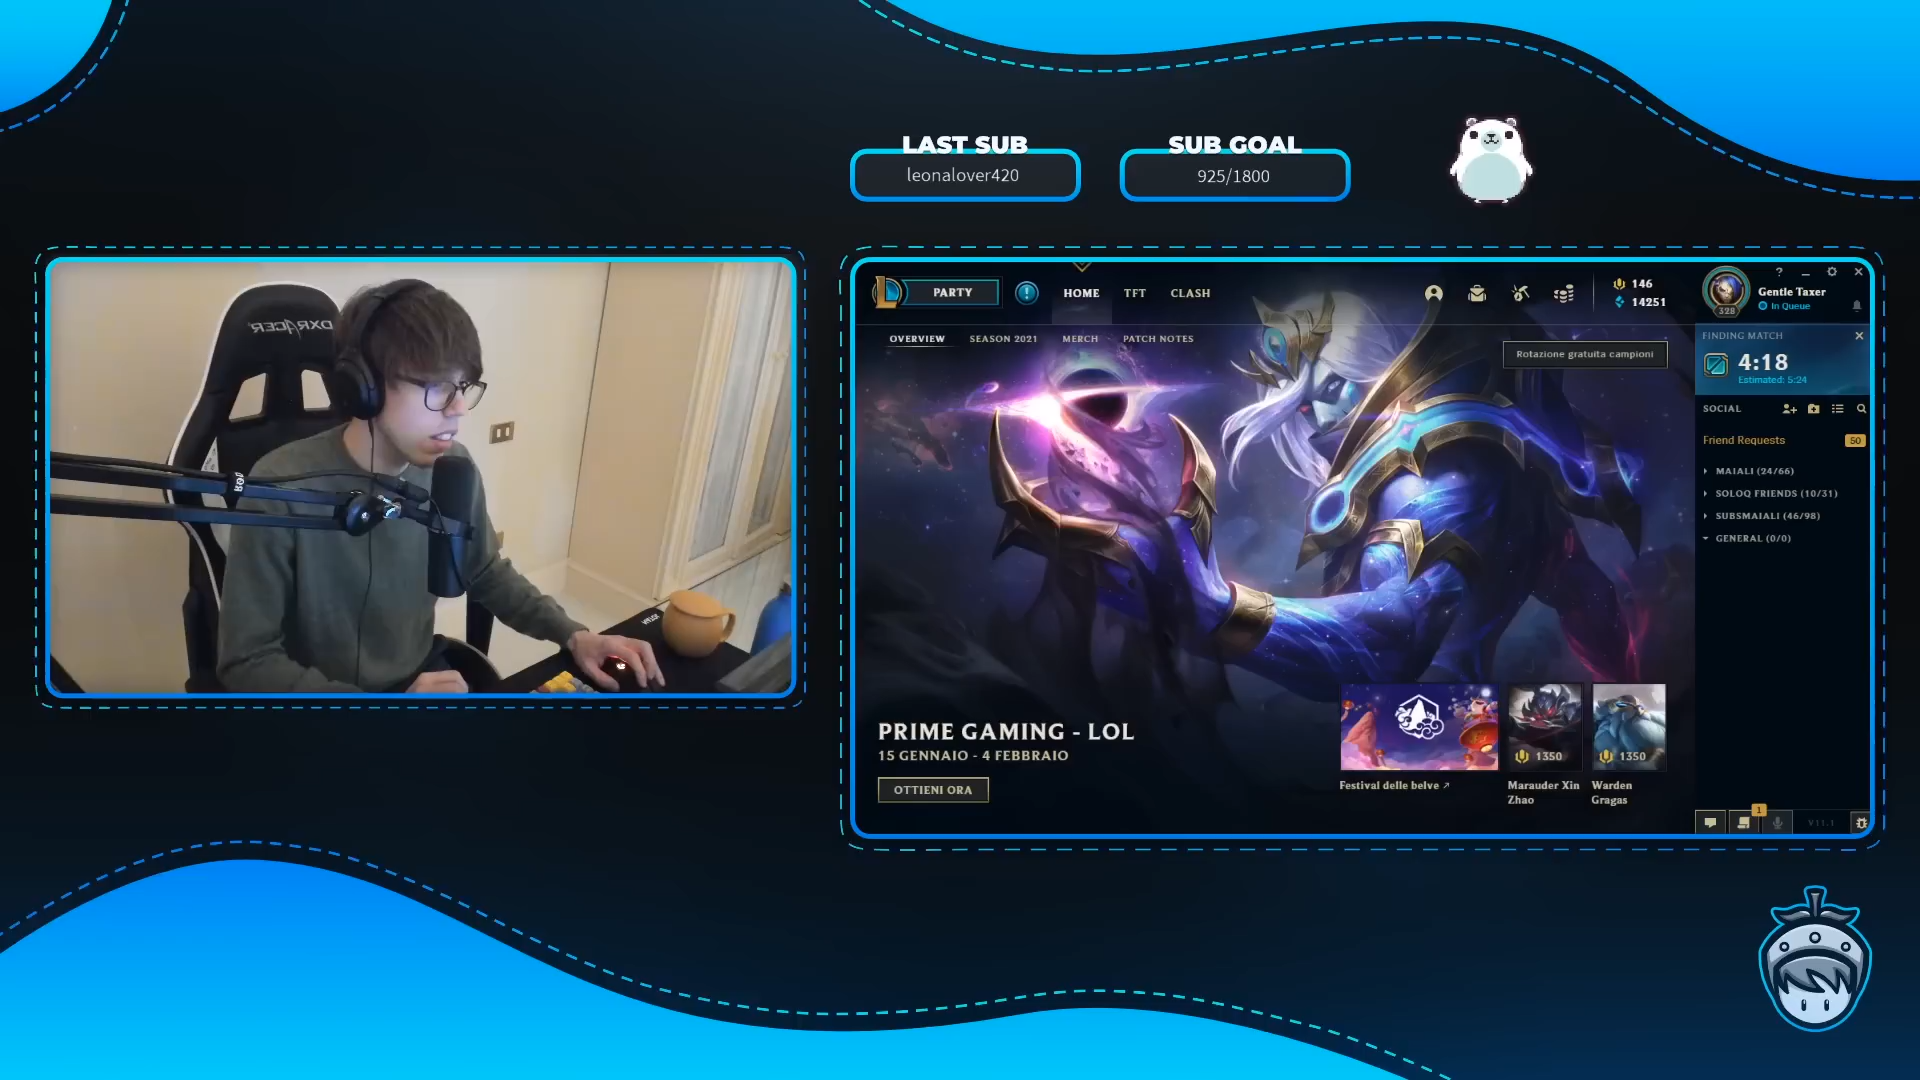 LAST SUB
leonalover420
SUB GOAL
925/1800
DXRACER
PARTY
HOME
TFT
CLASH
146
14251
328
Gentle Taxer
In Queue
OVERVIEW
SEASON 2021
MERCH
PATCH NOTES
Rotazione gratuita campioni
FINDING MATCH
4:18
Estimated: 5:24
SOCIAL
Friend Requests
50
MAIALI (24/66)
SOLOQ FRIENDS (10/31)
SUBSMAIALI (46/98)
GENERAL (0/0)
PRIME GAMING - LOL
15 GENNAIO - 4 FEBBRAIO
OTTIENI ORA
Festival delle belve
1350
Marauder Xin
Zhao
1350
Warden
Gragas
1
V11.1